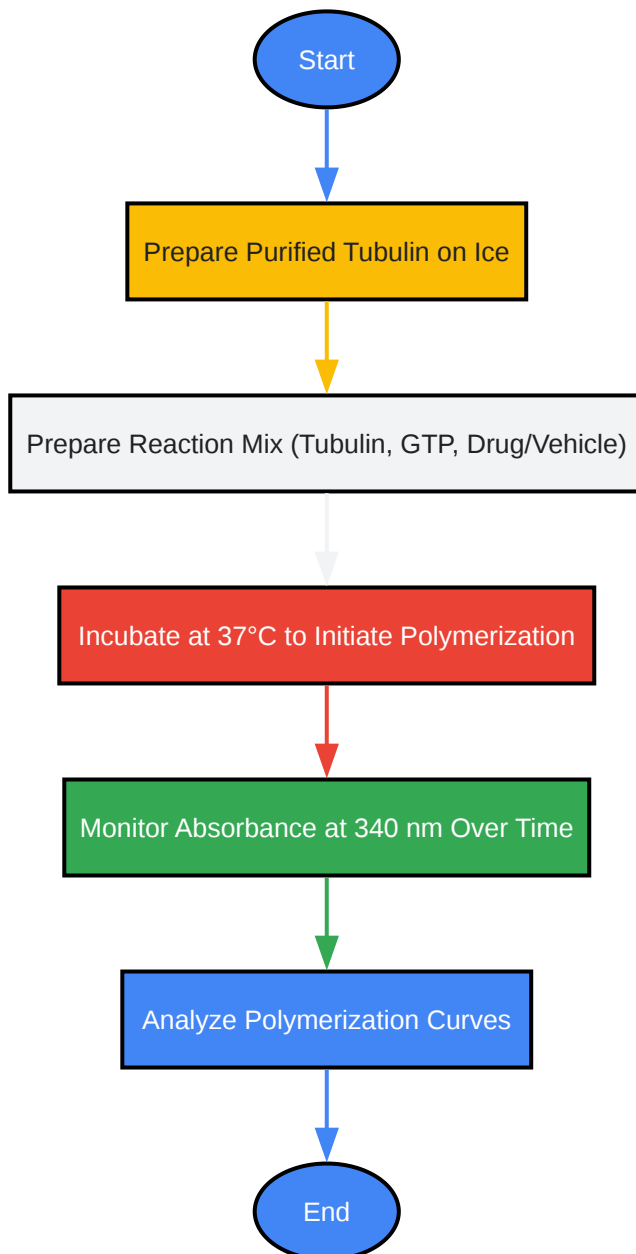 Start
Prepare Purified Tubulin on Ice
Prepare Reaction Mix (Tubulin, GTP, Drug/Vehicle)
Incubate at 37°C to Initiate Polymerization
Monitor Absorbance at 340 nm Over Time
Analyze Polymerization Curves
End